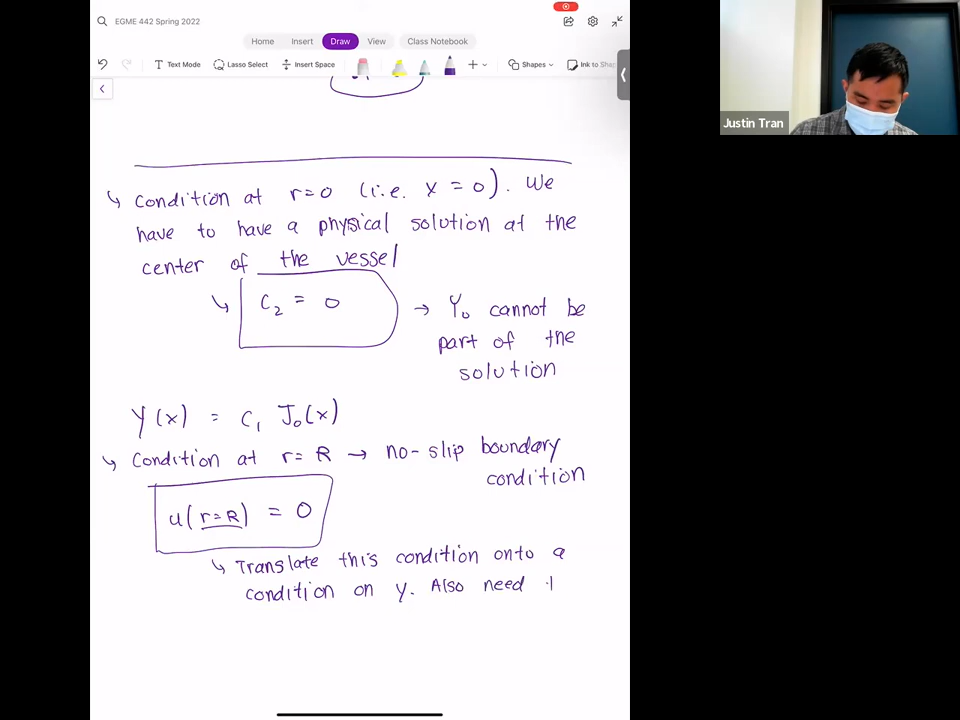 EGME 442 Spring 2022
Home Insert Draw View Class Notebook
Text Mode Lasso Select Insert Space Shapes Ink to Shap
Justin Tran
↳ Condition at r=0 (i.e. x = 0). We
have to have a physical solution at the
center of the vessel
↳ C₂ = 0 → Y₀ cannot be
part of the
solution
Y(x) = C₁ J₀(x)
↳ Condition at r=R → no-slip boundary
condition
u(r=R) = 0
↳ Translate this condition onto a
condition on y. Also need